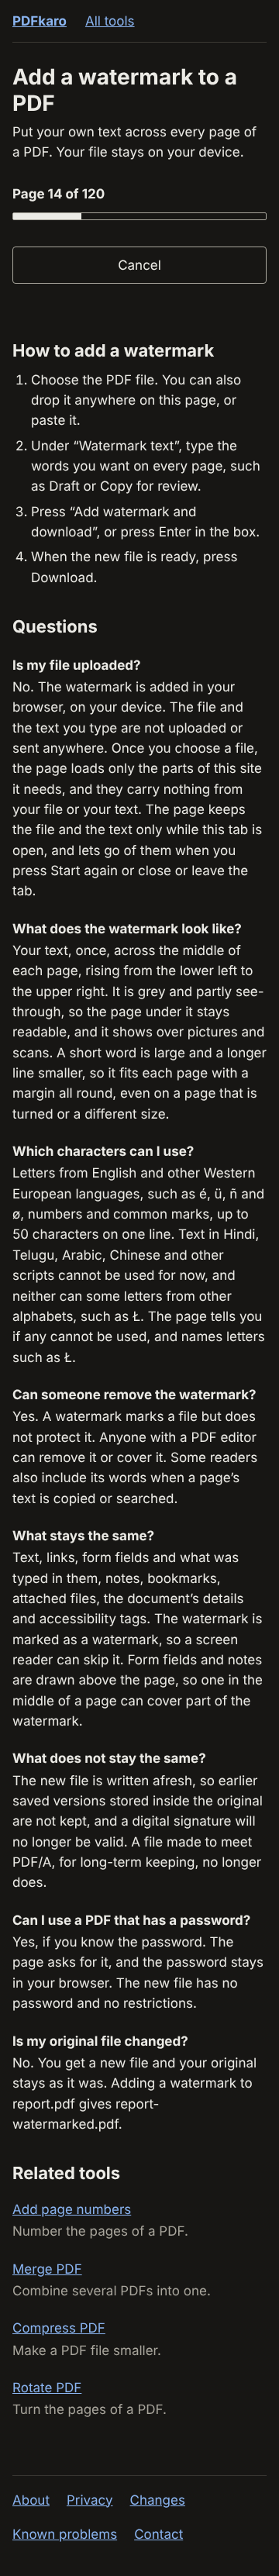 PDFkaro All tools
Add a watermark to a
PDF
Put your own text across every page of
a PDF. Your file stays on your device.
Page 14 of 120
Cancel
How to add a watermark
1. Choose the PDF file. You can also
drop it anywhere on this page, or
paste it.
2. Under “Watermark text”, type the
words you want on every page, such
as Draft or Copy for review.
3. Press “Add watermark and
download”, or press Enter in the box.
4. When the new file is ready, press
Download.
Questions
Is my file uploaded?
No. The watermark is added in your
browser, on your device. The file and
the text you type are not uploaded or
sent anywhere. Once you choose a file,
the page loads only the parts of this site
it needs, and they carry nothing from
your file or your text. The page keeps
the file and the text only while this tab is
open, and lets go of them when you
press Start again or close or leave the
tab.
What does the watermark look like?
Your text, once, across the middle of
each page, rising from the lower left to
the upper right. It is grey and partly see-
through, so the page under it stays
readable, and it shows over pictures and
scans. A short word is large and a longer
line smaller, so it fits each page with a
margin all round, even on a page that is
turned or a different size.
Which characters can I use?
Letters from English and other Western
European languages, such as é, ü, ñ and
ø, numbers and common marks, up to
50 characters on one line. Text in Hindi,
Telugu, Arabic, Chinese and other
scripts cannot be used for now, and
neither can some letters from other
alphabets, such as Ł. The page tells you
if any cannot be used, and names letters
such as Ł.
Can someone remove the watermark?
Yes. A watermark marks a file but does
not protect it. Anyone with a PDF editor
can remove it or cover it. Some readers
also include its words when a page’s
text is copied or searched.
What stays the same?
Text, links, form fields and what was
typed in them, notes, bookmarks,
attached files, the document’s details
and accessibility tags. The watermark is
marked as a watermark, so a screen
reader can skip it. Form fields and notes
are drawn above the page, so one in the
middle of a page can cover part of the
watermark.
What does not stay the same?
The new file is written afresh, so earlier
saved versions stored inside the original
are not kept, and a digital signature will
no longer be valid. A file made to meet
PDF/A, for long-term keeping, no longer
does.
Can I use a PDF that has a password?
Yes, if you know the password. The
page asks for it, and the password stays
in your browser. The new file has no
password and no restrictions.
Is my original file changed?
No. You get a new file and your original
stays as it was. Adding a watermark to
report.pdf gives report-
watermarked.pdf.
Related tools
Add page numbers
Number the pages of a PDF.
Merge PDF
Combine several PDFs into one.
Compress PDF
Make a PDF file smaller.
Rotate PDF
Turn the pages of a PDF.
About Privacy Changes
Known problems Contact